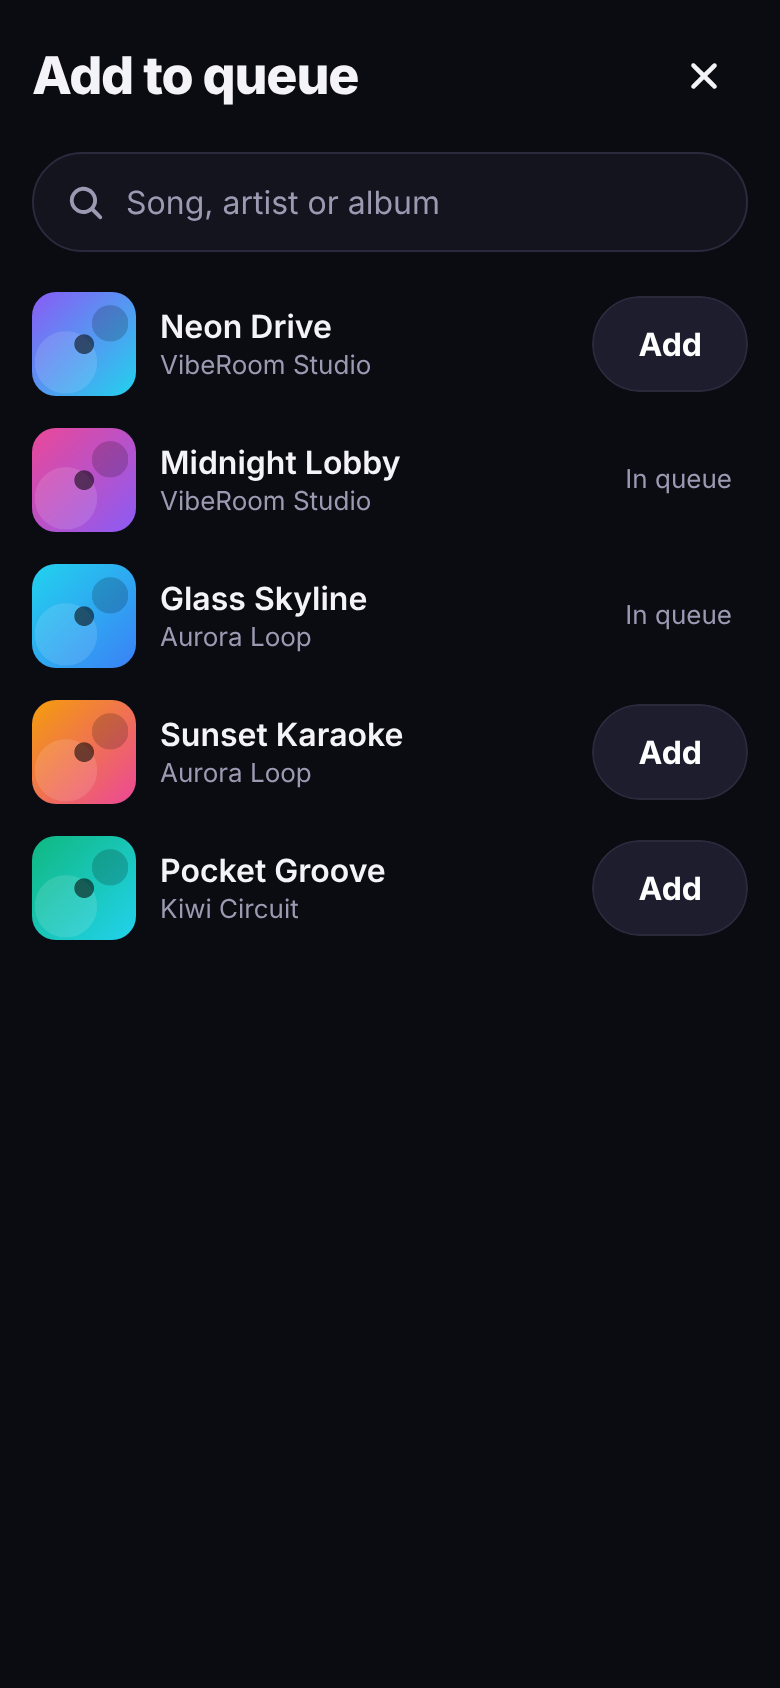 Add to queue
Song, artist or album
Neon Drive
VibeRoom Studio
Add
Midnight Lobby
VibeRoom Studio
In queue
Glass Skyline
Aurora Loop
In queue
Sunset Karaoke
Aurora Loop
Add
Pocket Groove
Kiwi Circuit
Add